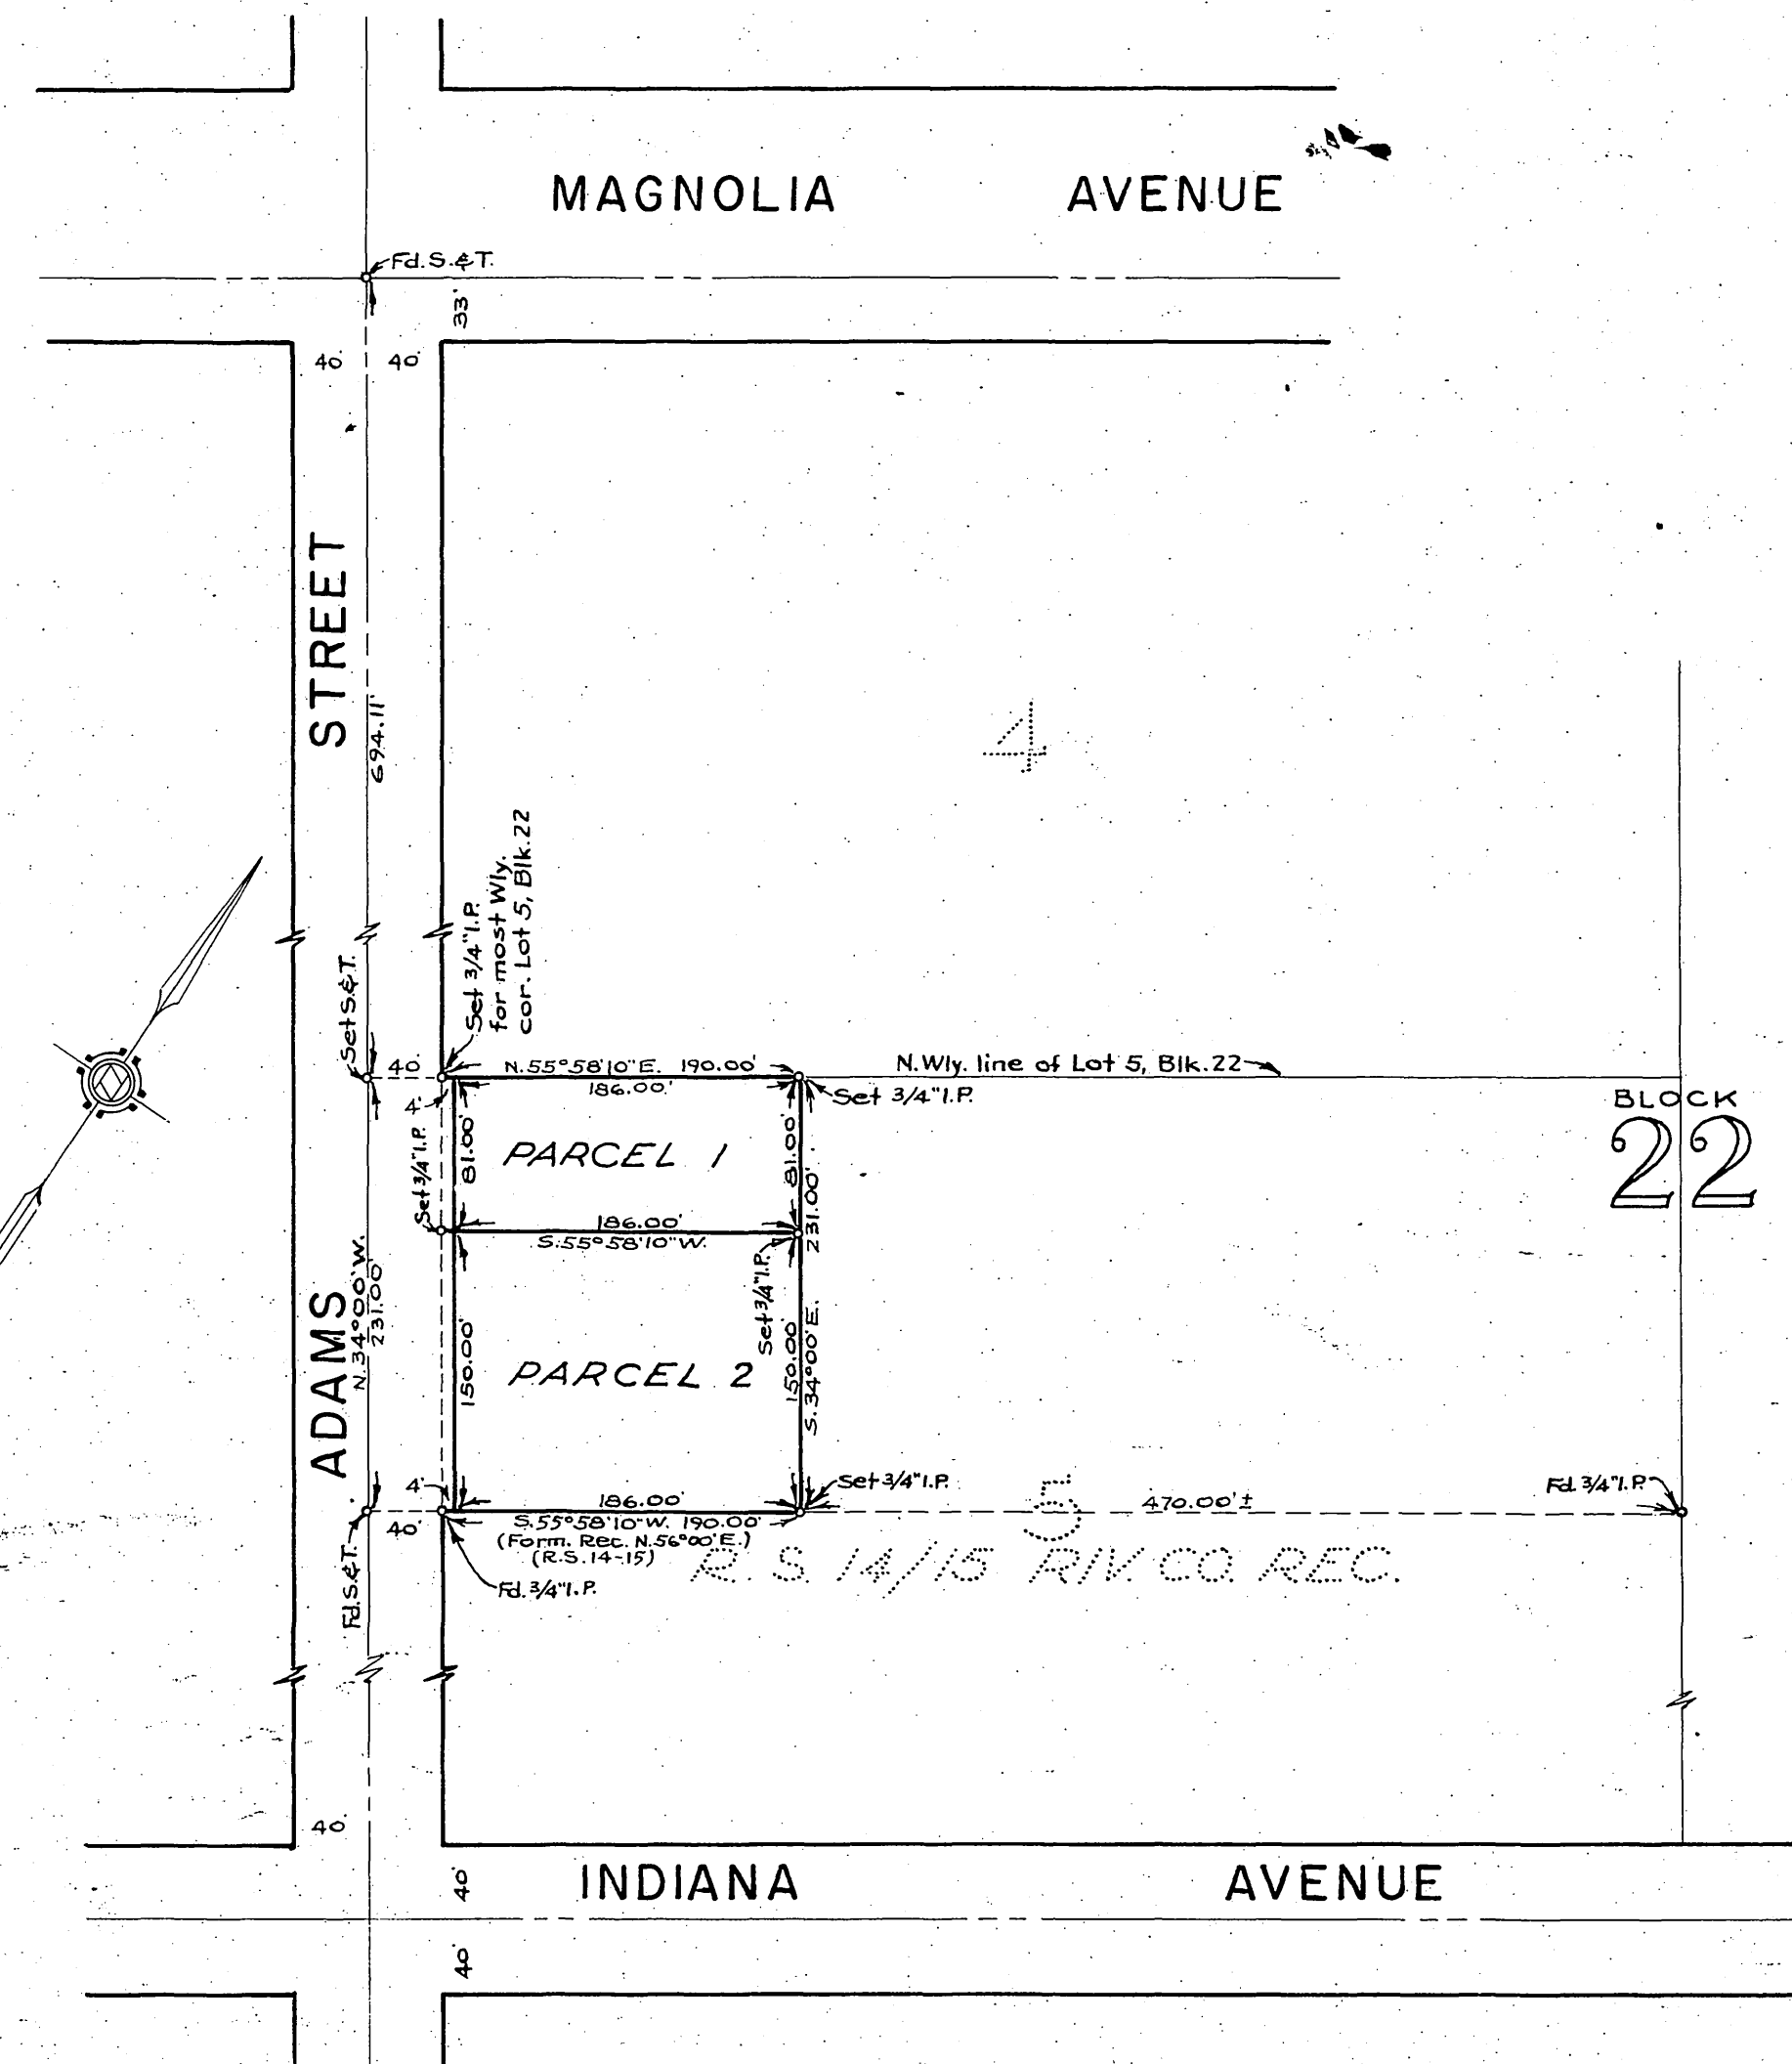 MAGNOLIA AVENUE
Fd. S. & T.
33'
40' 40'
STREET
694.11'
4
Set 3/4" I.P.
for most Wly.
cor. Lot 5, Blk. 22
Set S. & T.
40' N. 55° 58' 10" E. 190.00' N. Wly. line of Lot 5, Blk. 22
186.00'
Set 3/4" I.P.
4'
BLOCK
22
Set 3/4" I.P.
81.00'
PARCEL 1
81.00'
231.00'
186.00'
S. 55° 58' 10" W.
Set 3/4" I.P.
ADAMS
N. 34° 00' W.
231.00'
150.00'
PARCEL 2
150.00'
S. 34° 00' E.
Set 3/4" I.P.
Fd. 3/4" I.P.
4'
186.00'
5
470.00' ±
40'
S. 55° 58' 10" W. 190.00'
(Form. Rec. N. 56° 00' E.)
(R.S. 14-15)
Fd. S. & T.
Fd. 3/4" I.P.
R. S. 14/15 RIV. CO. REC.
40'
INDIANA AVENUE
40'
40'